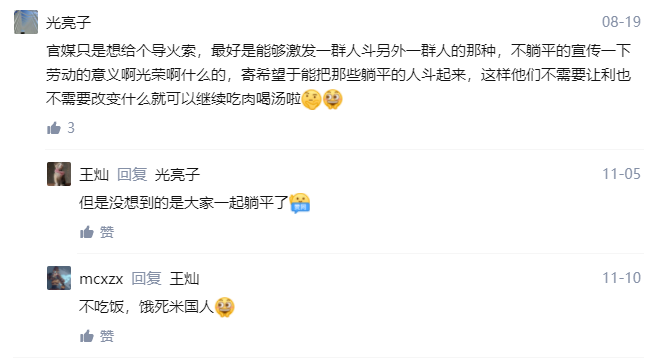 光亮子 08-19
官媒只是想给个导火索，最好是能够激发一群人斗另外一群人的那种，不躺平的宣传一下
劳动的意义啊光荣啊什么的，寄希望于能把那些躺平的人斗起来，这样他们不需要让利也
不需要改变什么就可以继续吃肉喝汤啦
3
王灿 回复 光亮子 11-05
但是没想到的是大家一起躺平了
赞
mcxzx 回复 王灿 11-10
不吃饭，饿死米国人
赞